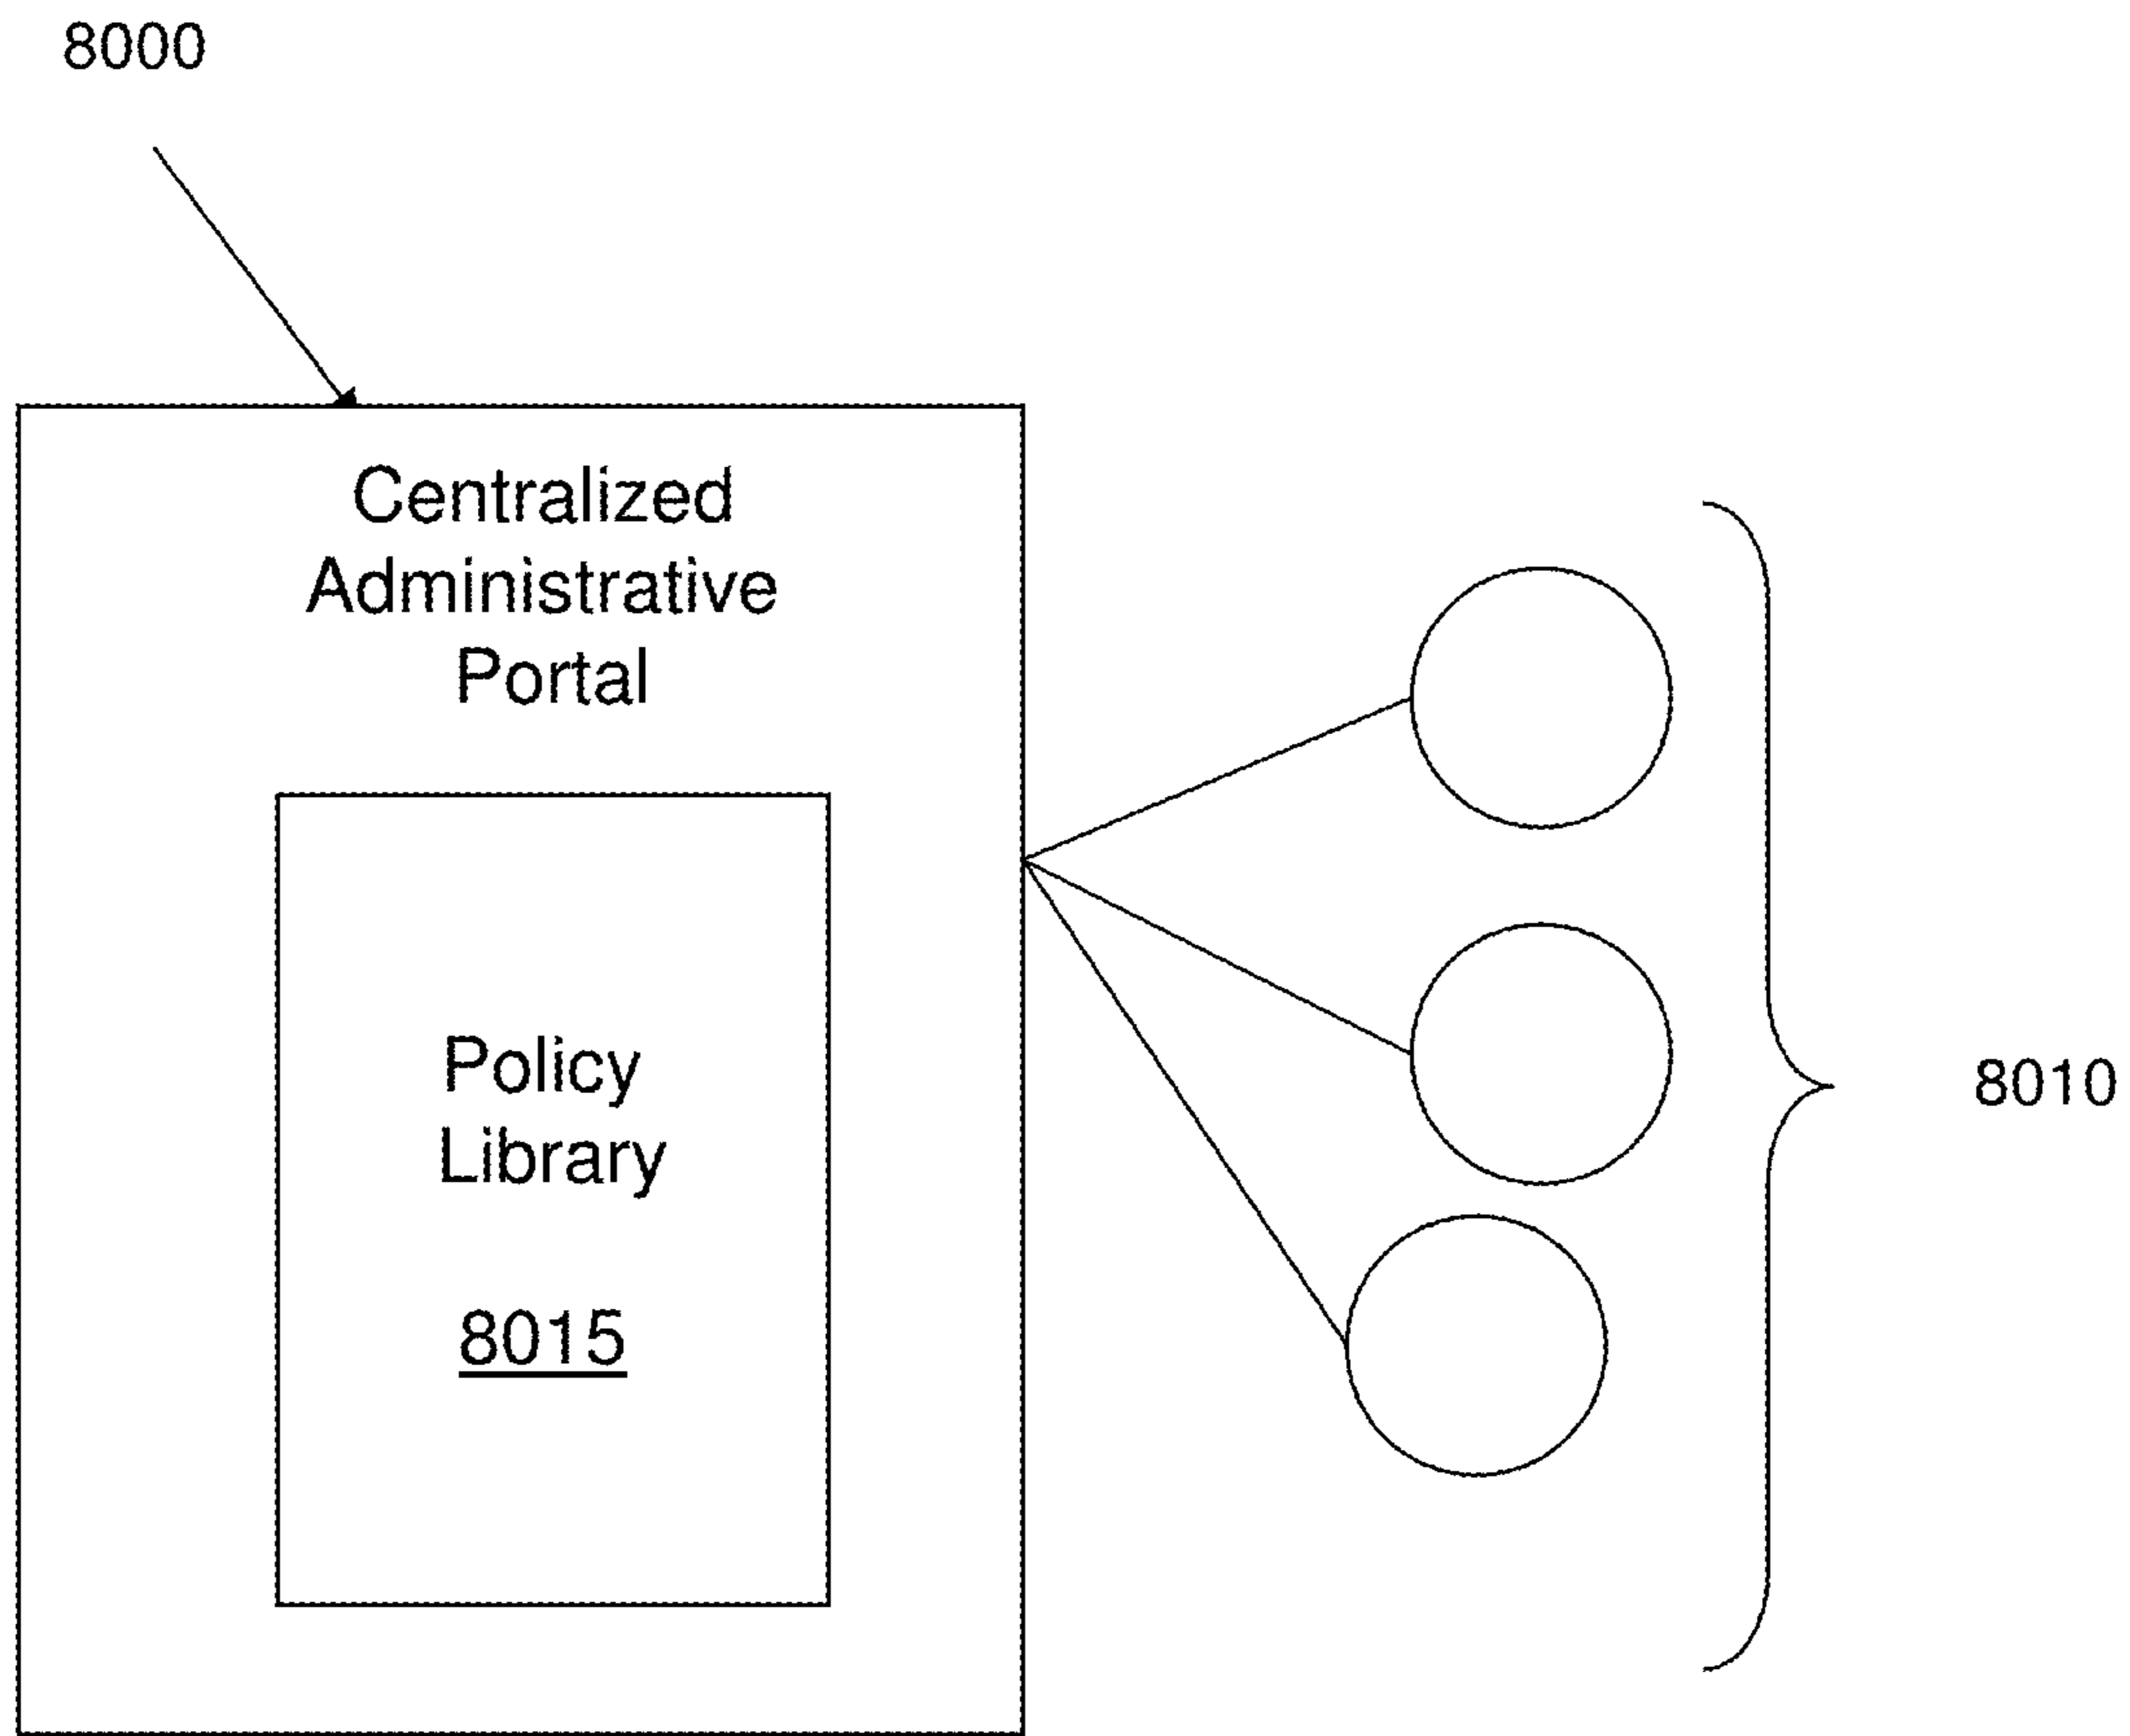 8000
Centralized
Administrative
Portal
Policy
Library
8015
8010